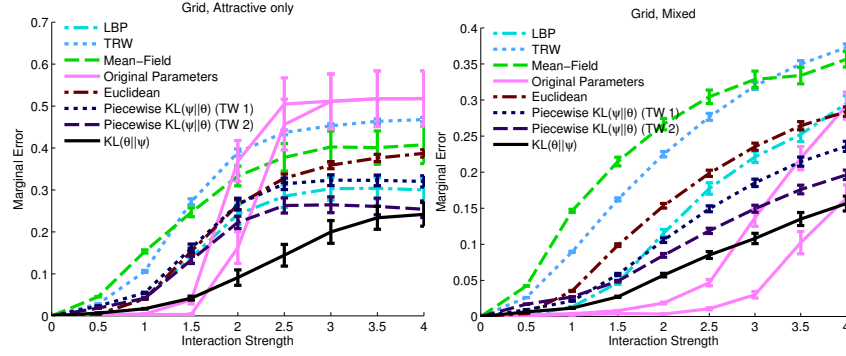 Grid, Attractive only
0.7
0.6
0.5
0.4
0.3
0.2
0.1
0
Marginal Error
LBP
TRW
Mean−Field
Original Parameters
Euclidean
Piecewise KL(ψ||θ) (TW 1)
Piecewise KL(ψ||θ) (TW 2)
KL(θ||ψ)
0 0.5 1 1.5 2 2.5 3 3.5 4
Interaction Strength
Grid, Mixed
0.4
0.35
0.3
0.25
0.2
0.15
0.1
0.05
0
Marginal Error
LBP
TRW
Mean−Field
Original Parameters
Euclidean
Piecewise KL(ψ||θ) (TW 1)
Piecewise KL(ψ||θ) (TW 2)
KL(θ||ψ)
0 0.5 1 1.5 2 2.5 3 3.5 4
Interaction Strength